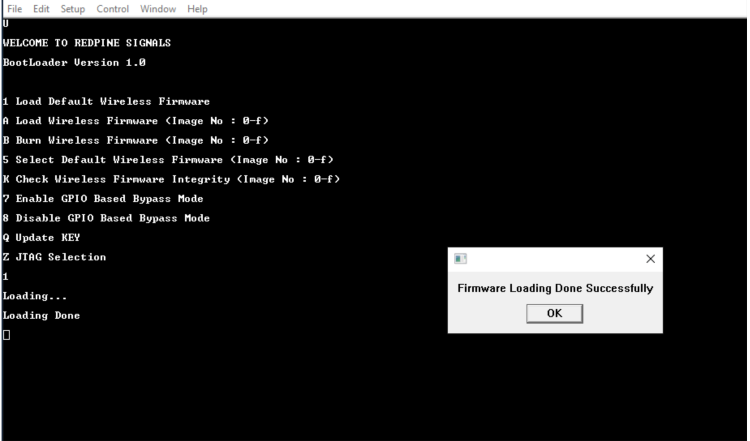 File Edit Setup Control Window Help
U
WELCOME TO REDPINE SIGNALS
BootLoader Version 1.0
1 Load Default Wireless Firmware
A Load Wireless Firmware (Image No : 0-f)
B Burn Wireless Firmware (Image No : 0-f)
5 Select Default Wireless Firmware (Image No : 0-f)
K Check Wireless Firmware Integrity (Image No : 0-f)
7 Enable GPIO Based Bypass Mode
8 Disable GPIO Based Bypass Mode
Q Update KEY
Z JTAG Selection
1
Loading...
Loading Done
Firmware Loading Done Successfully
OK